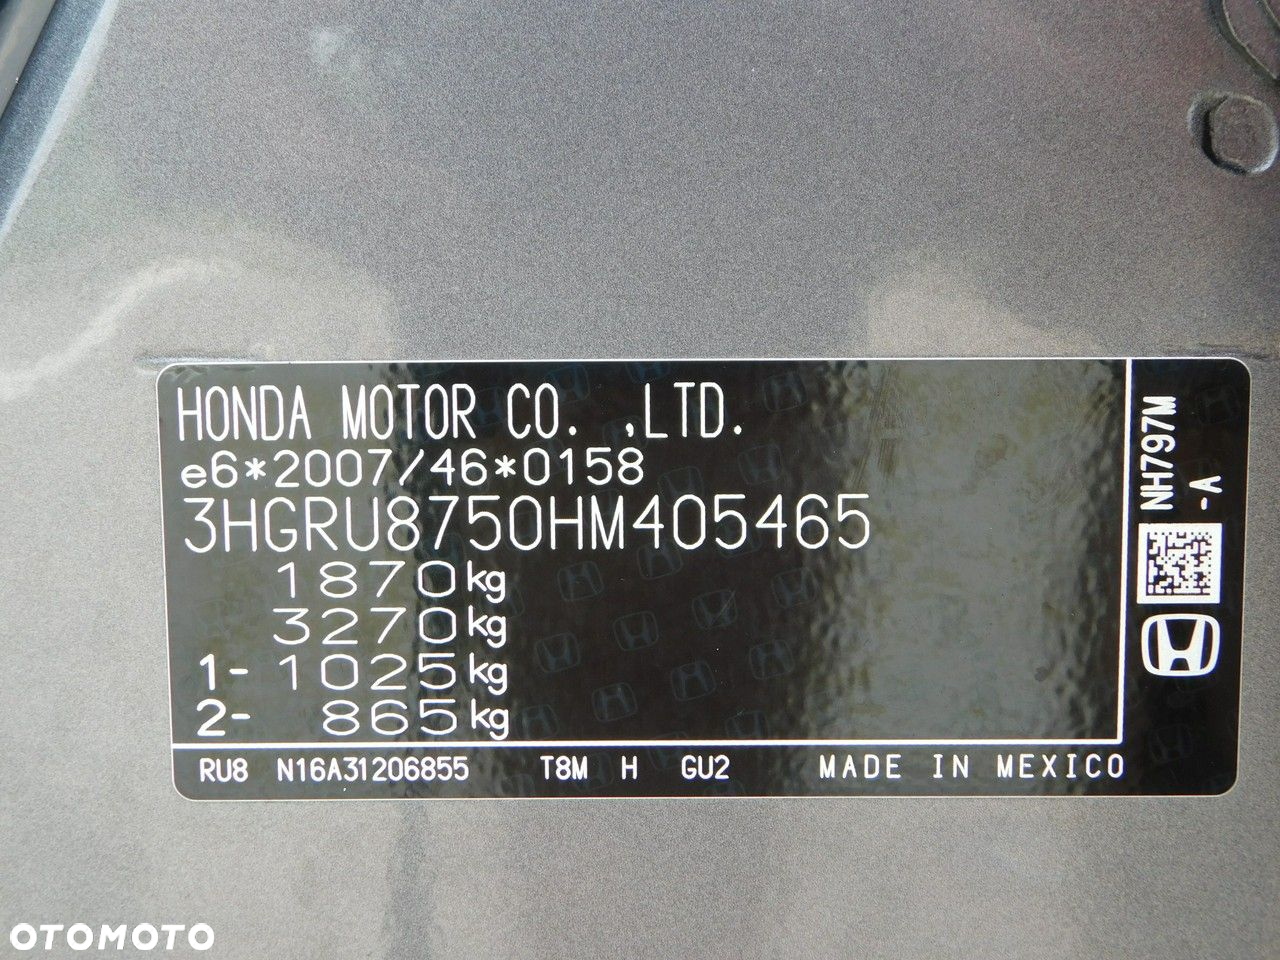 HONDA MOTOR CO. ,LTD.
e6*2007/46*0158
3HGRU8750HM405465
1870kg
3270kg
1- 1025kg
2- 865kg
RU8 N16A31206855 T8M H GU2 MADE IN MEXICO
NH797M
-A
OTOMOTO